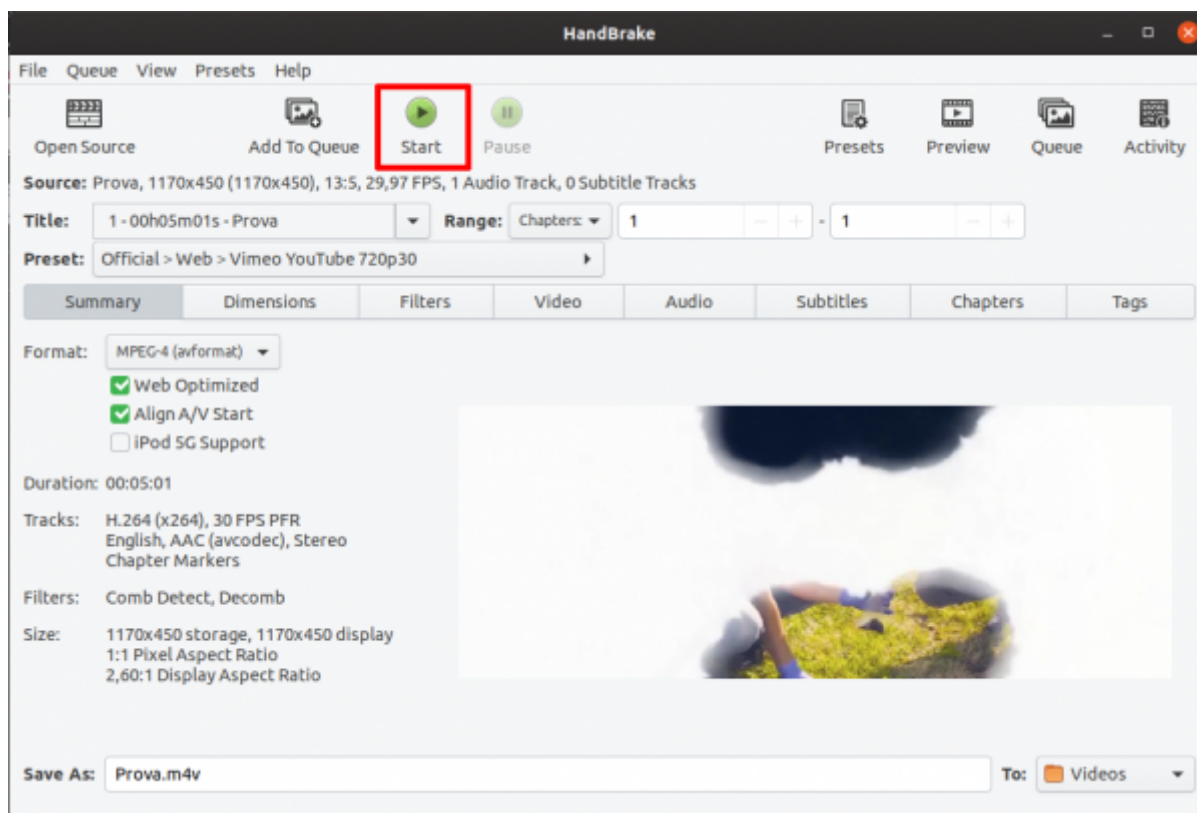 HandBrake
File Queue View Presets Help
Open Source Add To Queue Start Pause Presets Preview Queue Activity
Source: Prova, 1170x450 (1170x450), 13:5, 29,97 FPS, 1 Audio Track, 0 Subtitle Tracks
Title: 1 - 00h05m01s - Prova Range: Chapters: 1 - 1
Preset: Official > Web > Vimeo YouTube 720p30
Summary Dimensions Filters Video Audio Subtitles Chapters Tags
Format: MPEG-4 (avformat)
Web Optimized
Align A/V Start
iPod 5G Support
Duration: 00:05:01
Tracks: H.264 (x264), 30 FPS PFR
English, AAC (avcodec), Stereo
Chapter Markers
Filters: Comb Detect, Decomb
Size: 1170x450 storage, 1170x450 display
1:1 Pixel Aspect Ratio
2,60:1 Display Aspect Ratio
Save As: Prova.m4v To: Videos